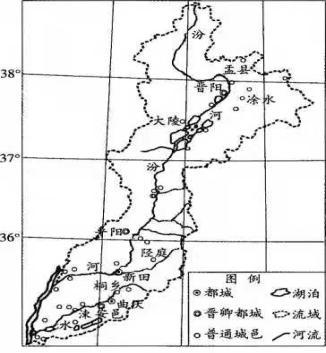 汾
盂县
38°
晋阳
涂水
大陵
河
37°
汾
平阳
36°
陉庭
河
新田
桐乡
曲沃
涑
安邑
水
图例
都城
湖泊
晋卿都城
流域
普通城邑
河流